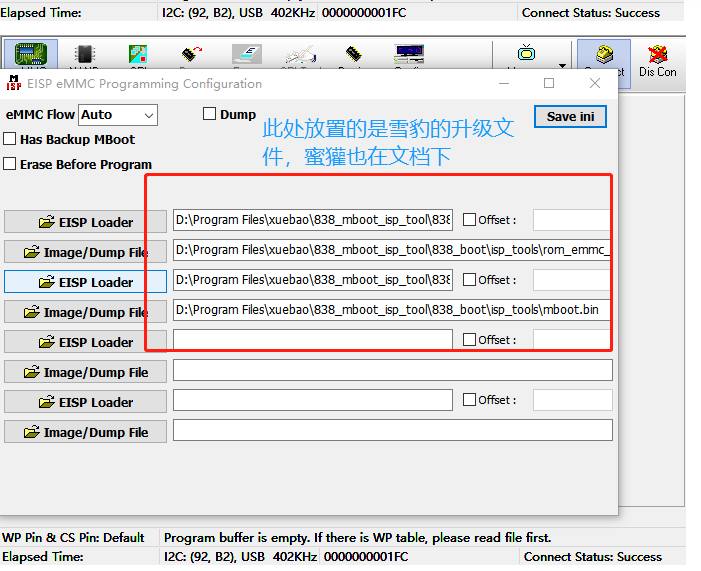 Elapsed Time: I2C: (92, B2), USB 402KHz 0000000001FC Connect Status: Success
Dis Con
EISP eMMC Programming Configuration
eMMC Flow Auto Dump Save ini
Has Backup MBoot
Erase Before Program
此处放置的是雪豹的升级文
件，蜜獾也在文档下
EISP Loader D:\Program Files\xuebao\838_mboot_isp_tool\838 Offset :
Image/Dump File D:\Program Files\xuebao\838_mboot_isp_tool\838_boot\isp_tools\rom_emmc_
EISP Loader D:\Program Files\xuebao\838_mboot_isp_tool\838 Offset :
Image/Dump File D:\Program Files\xuebao\838_mboot_isp_tool\838_boot\isp_tools\mboot.bin
EISP Loader Offset :
Image/Dump File
EISP Loader Offset :
Image/Dump File
WP Pin & CS Pin: Default Program buffer is empty. If there is WP table, please read file first.
Elapsed Time: I2C: (92, B2), USB 402KHz 0000000001FC Connect Status: Success